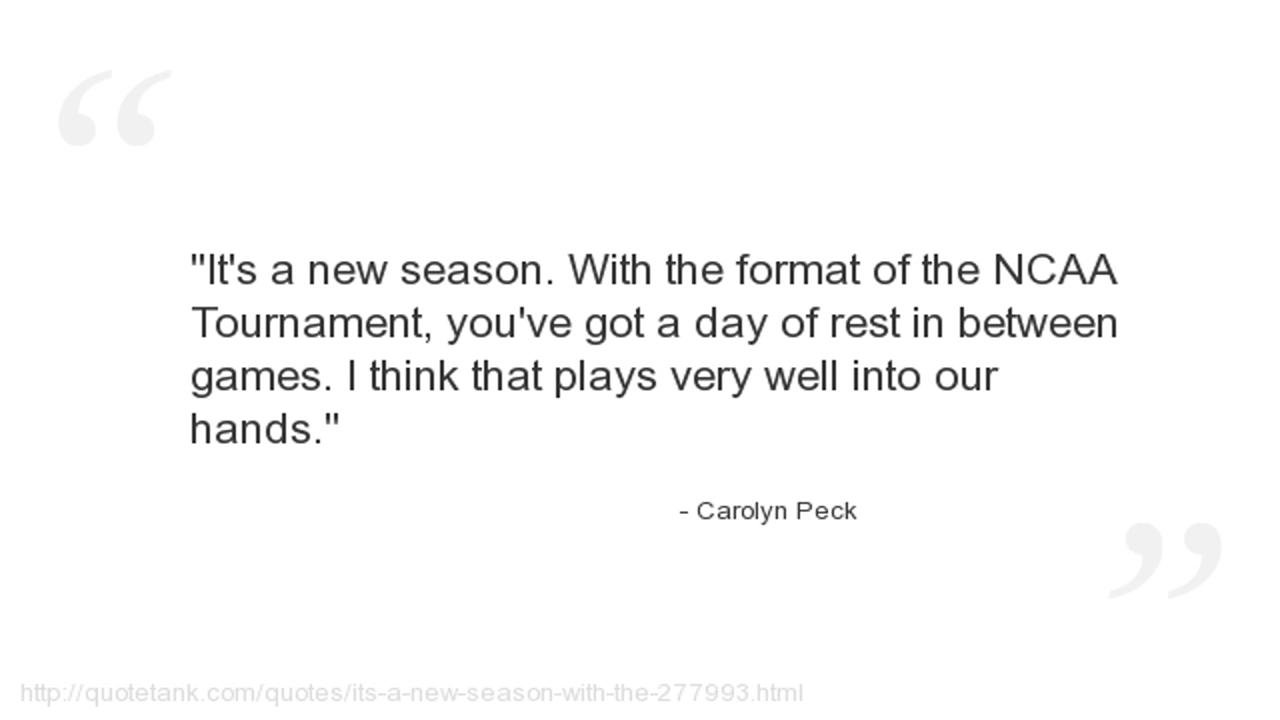 "It's a new season. With the format of the NCAA
Tournament, you've got a day of rest in between
games. I think that plays very well into our
hands."
- Carolyn Peck
http://quotetank.com/quotes/its-a-new-season-with-the-277993.html